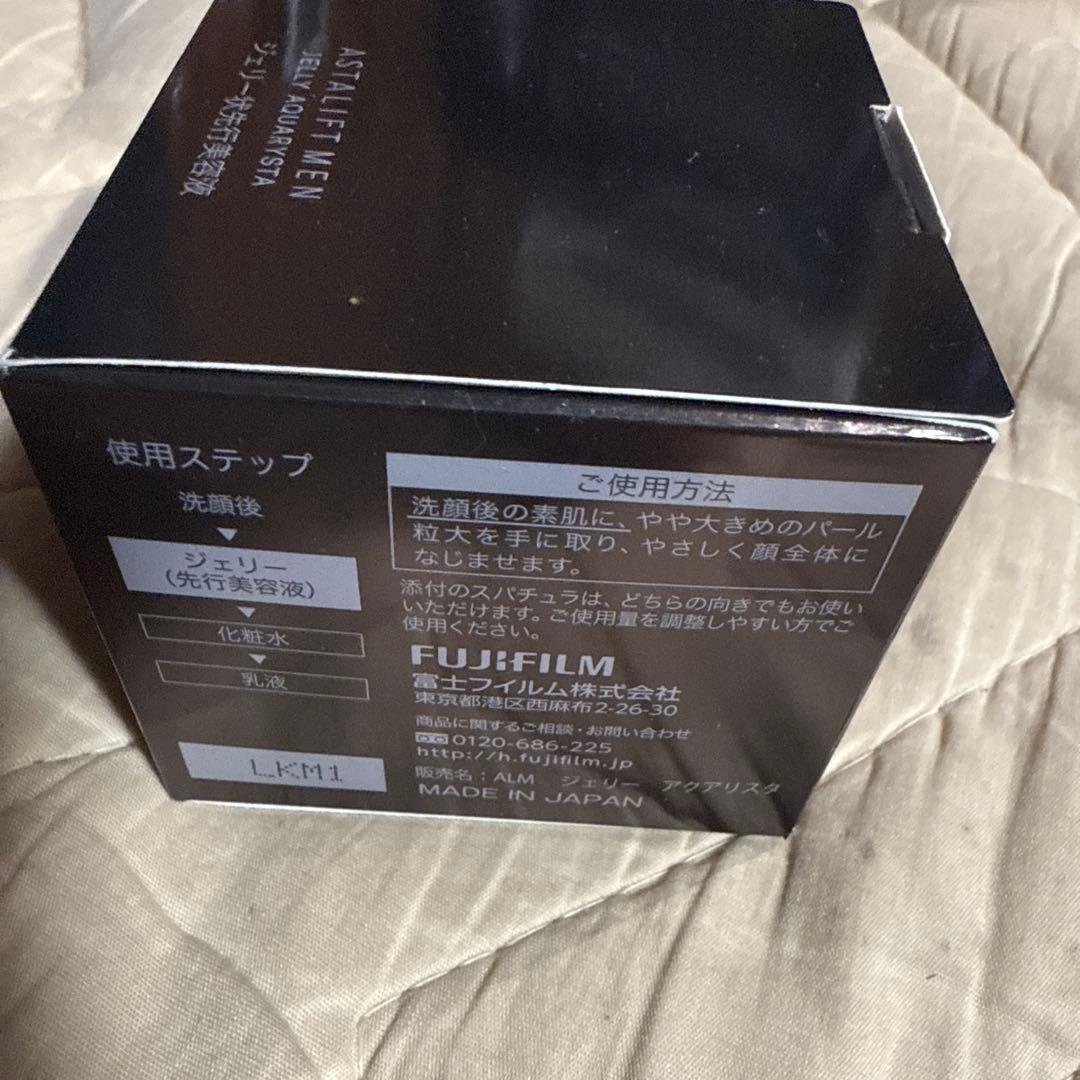 ASTALIFT MEN
JELLY AQUARYSTA
ジェリー状先行美容液
使用ステップ
洗顔後
ジェリー
(先行美容液)
化粧水
乳液
LKM1
ご使用方法
洗顔後の素肌に、やや大きめのパール
粒大を手に取り、やさしく顔全体に
なじませます。
添付のスパチュラは、どちらの向きでもお使い
いただけます。ご使用量を調整しやすい方でご
使用ください。
FUJIFILM
富士フイルム株式会社
東京都港区西麻布2-26-30
商品に関するご相談・お問い合わせ
0120-686-225
http://h.fujifilm.jp
販売名：ALM ジェリー アクアリスタ
MADE IN JAPAN